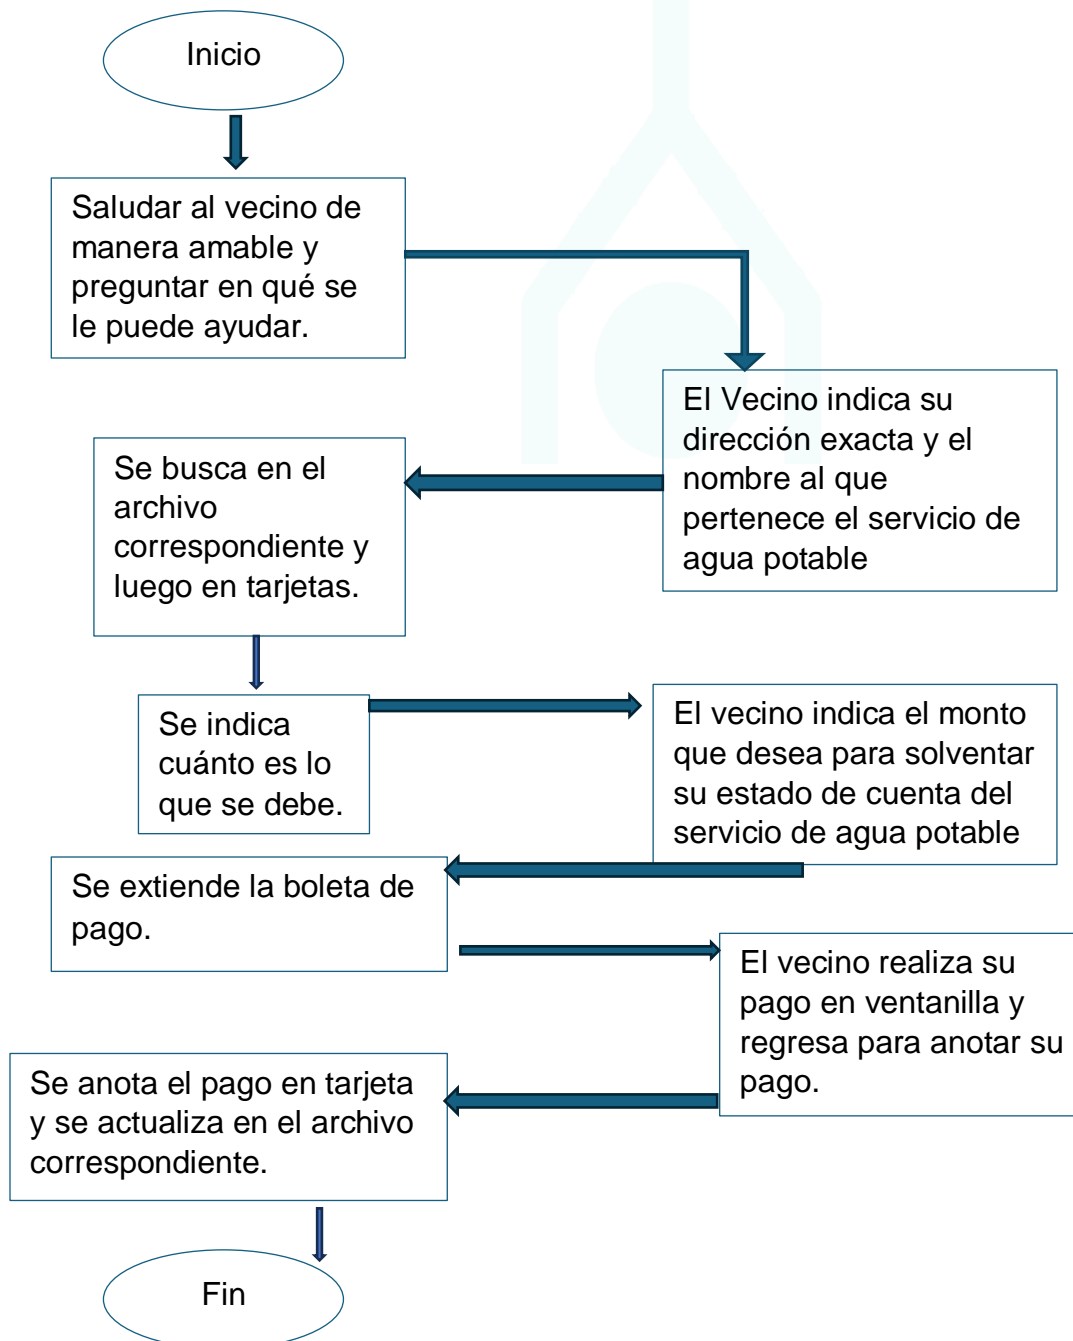 Inicio
Saludar al vecino de
manera amable y
preguntar en qué se
le puede ayudar.
El Vecino indica su
dirección exacta y el
nombre al que
pertenece el servicio de
agua potable
Se busca en el
archivo
correspondiente y
luego en tarjetas.
Se indica
cuánto es lo
que se debe.
El vecino indica el monto
que desea para solventar
su estado de cuenta del
servicio de agua potable
Se extiende la boleta de
pago.
El vecino realiza su
pago en ventanilla y
regresa para anotar su
pago.
Se anota el pago en tarjeta
y se actualiza en el archivo
correspondiente.
Fin